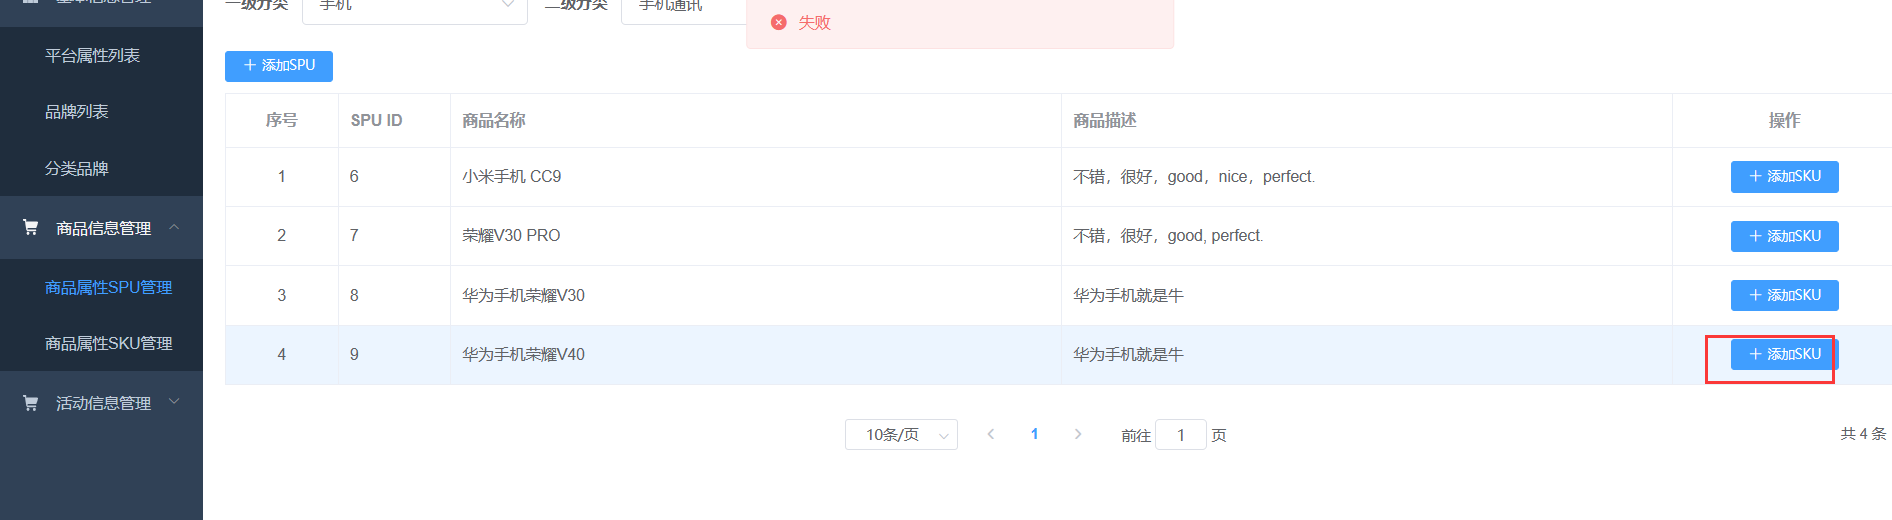 一级分类 手机 二级分类 手机通讯
失败
添加SPU
平台属性列表
品牌列表
分类品牌
商品信息管理
商品属性SPU管理
商品属性SKU管理
活动信息管理
序号 SPU ID 商品名称 商品描述 操作
1 6 小米手机 CC9 不错，很好，good，nice，perfect. 添加SKU
2 7 荣耀V30 PRO 不错，很好，good, perfect. 添加SKU
3 8 华为手机荣耀V30 华为手机就是牛 添加SKU
4 9 华为手机荣耀V40 华为手机就是牛 添加SKU
10条/页 1 前往 1 页 共 4 条